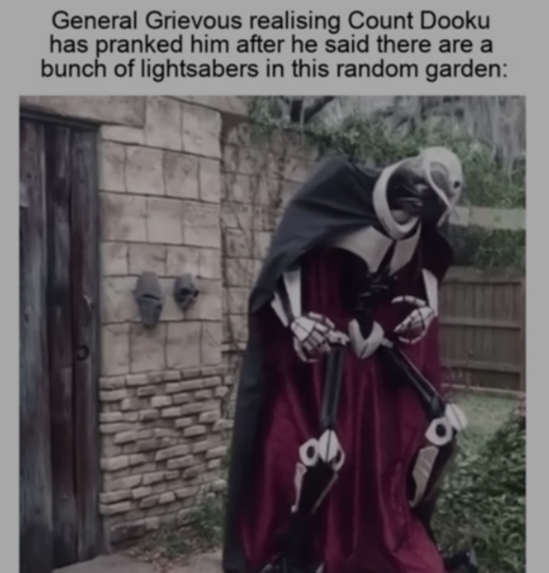 General Grievous realising Count Dooku
has pranked him after he said there are a
bunch of lightsabers in this random garden: